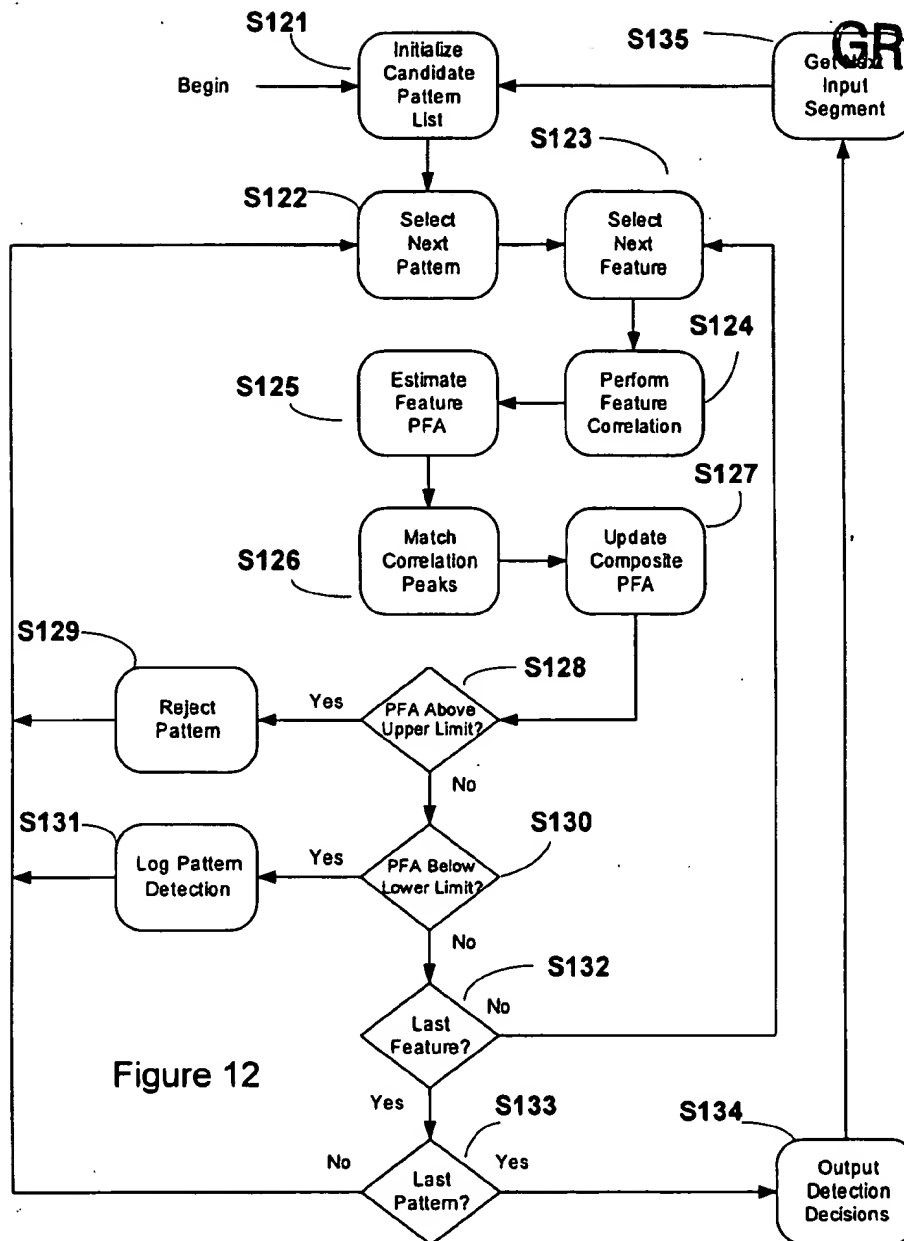 S121
Initialize
Candidate
Pattern
List
Begin
S135
GR
Get Next
Input
Segment
S123
S122
Select
Next
Pattern
Select
Next
Feature
S124
S125
Estimate
Feature
PFA
Perform
Feature
Correlation
S127
S126
Match
Correlation
Peaks
Update
Composite
PFA
S129
S128
Reject
Pattern
Yes
PFA Above
Upper Limit?
No
S131
S130
Log Pattern
Detection
Yes
PFA Below
Lower Limit?
No
S132
Last
Feature?
No
Figure 12
Yes
S133
S134
No
Last
Pattern?
Yes
Output
Detection
Decisions